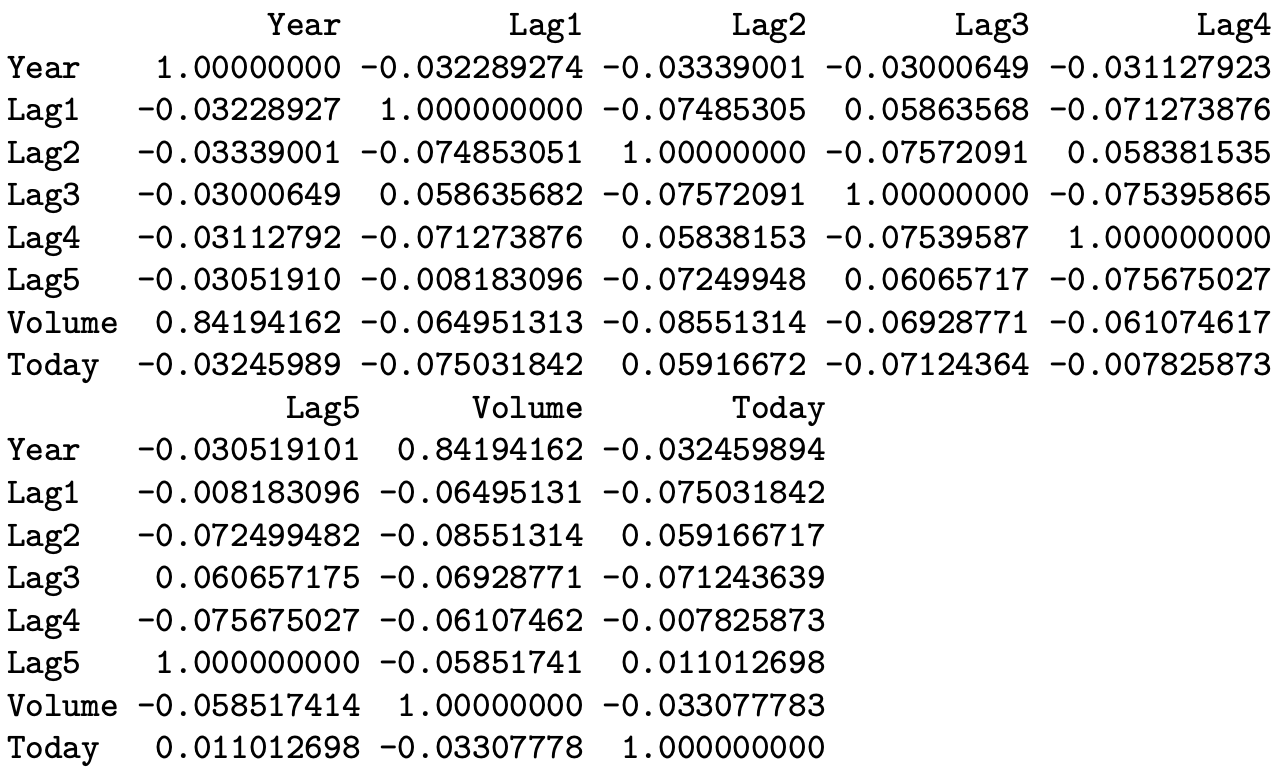 Year Lag1 Lag2 Lag3 Lag4
Year 1.00000000 -0.032289274 -0.03339001 -0.03000649 -0.031127923
Lag1 -0.03228927 1.000000000 -0.07485305 0.05863568 -0.071273876
Lag2 -0.03339001 -0.074853051 1.00000000 -0.07572091 0.058381535
Lag3 -0.03000649 0.058635682 -0.07572091 1.00000000 -0.075395865
Lag4 -0.03112792 -0.071273876 0.05838153 -0.07539587 1.000000000
Lag5 -0.03051910 -0.008183096 -0.07249948 0.06065717 -0.075675027
Volume 0.84194162 -0.064951313 -0.08551314 -0.06928771 -0.061074617
Today -0.03245989 -0.075031842 0.05916672 -0.07124364 -0.007825873
Lag5 Volume Today
Year -0.030519101 0.84194162 -0.032459894
Lag1 -0.008183096 -0.06495131 -0.075031842
Lag2 -0.072499482 -0.08551314 0.059166717
Lag3 0.060657175 -0.06928771 -0.071243639
Lag4 -0.075675027 -0.06107462 -0.007825873
Lag5 1.000000000 -0.05851741 0.011012698
Volume -0.058517414 1.00000000 -0.033077783
Today 0.011012698 -0.03307778 1.000000000